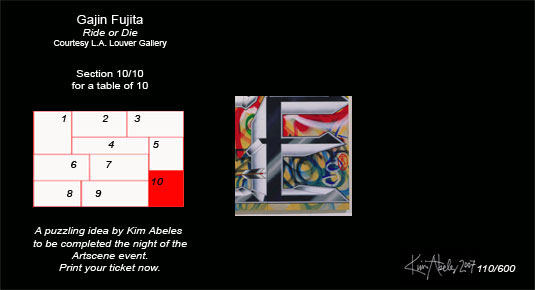 Gajin Fujita
Ride or Die
Courtesy L.A. Louver Gallery
Section 10/10
for a table of 10
1 2 3
4 5
6 7
8 9 10
A puzzling idea by Kim Abeles
to be completed the night of the
Artscene event.
Print your ticket now.
E
Kim Abeles 2007 110/600